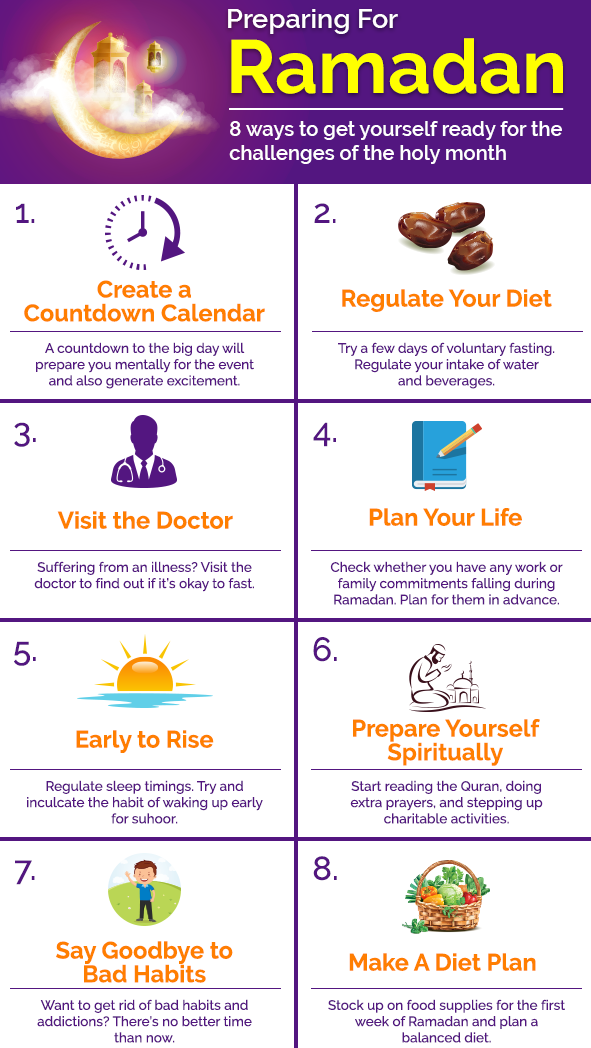 Preparing For
Ramadan
8 ways to get yourself ready for the
challenges of the holy month
1.
Create a
Countdown Calendar
A countdown to the big day will
prepare you mentally for the event
and also generate excitement.
2.
Regulate Your Diet
Try a few days of voluntary fasting.
Regulate your intake of water
and beverages.
3.
Visit the Doctor
Suffering from an illness? Visit the
doctor to find out if it's okay to fast.
4.
Plan Your Life
Check whether you have any work or
family commitments falling during
Ramadan. Plan for them in advance.
5.
Early to Rise
Regulate sleep timings. Try and
inculcate the habit of waking up early
for suhoor.
6.
Prepare Yourself
Spiritually
Start reading the Quran, doing
extra prayers, and stepping up
charitable activities.
7.
Say Goodbye to
Bad Habits
Want to get rid of bad habits and
addictions? There's no better time
than now.
8.
Make A Diet Plan
Stock up on food supplies for the first
week of Ramadan and plan a
balanced diet.